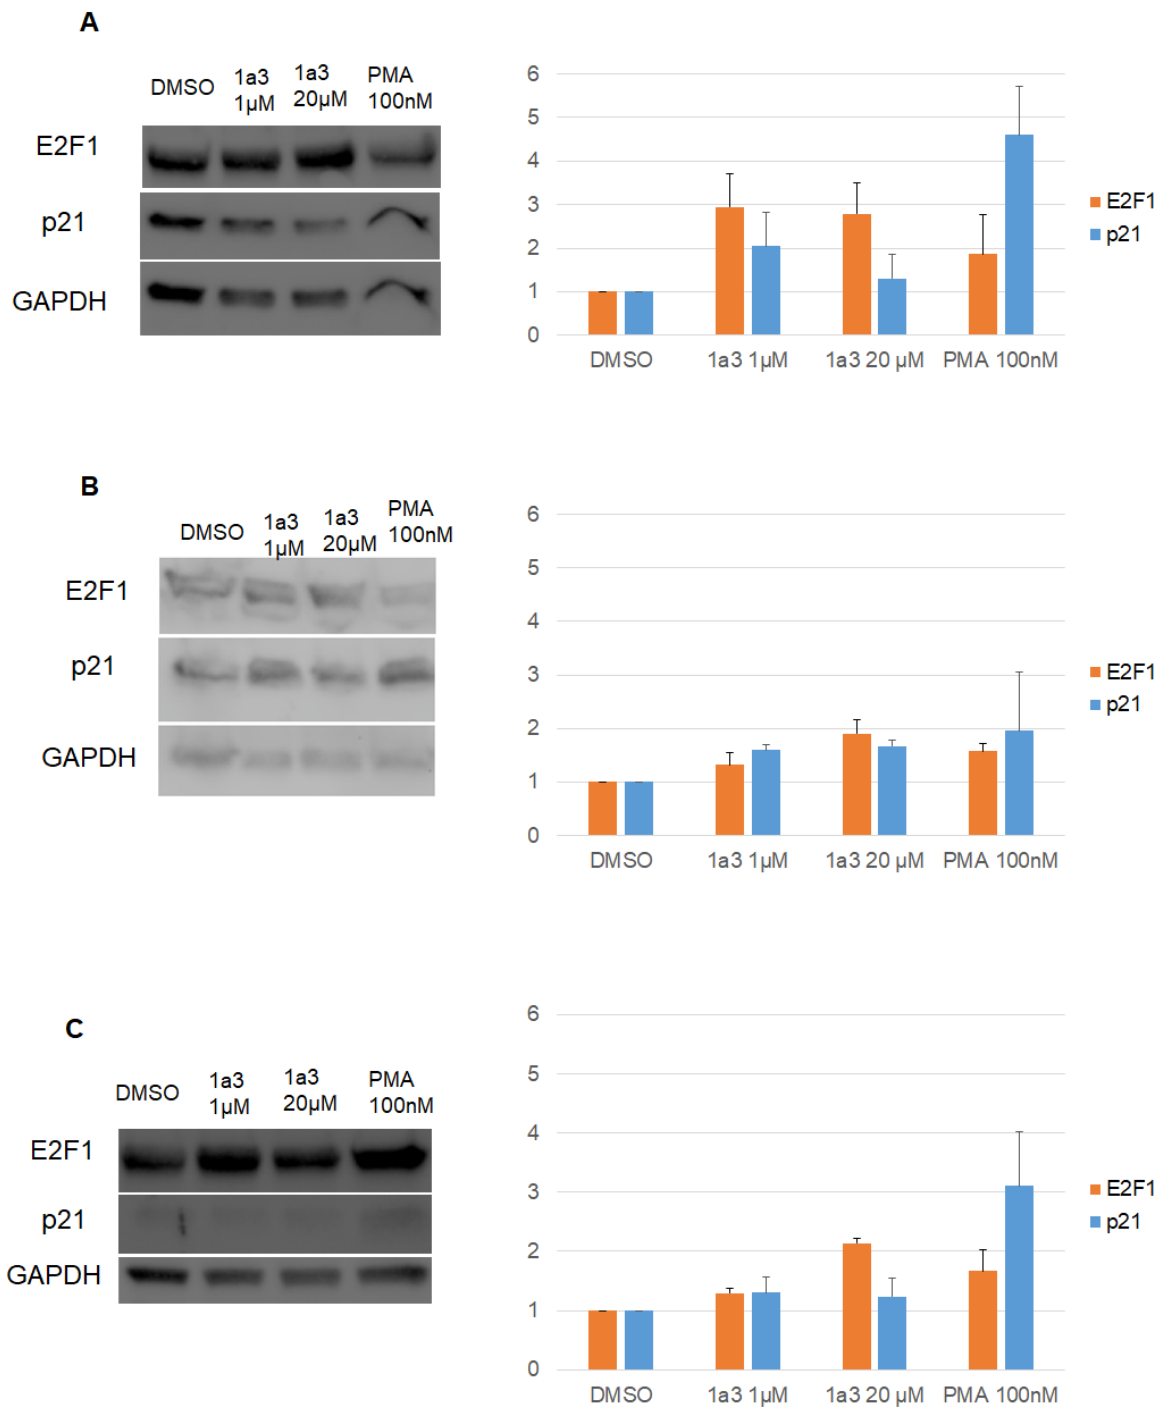 A
DMSO
1a3
1µM
1a3
20µM
PMA
100nM
E2F1
p21
GAPDH
6
5
4
3
2
1
0
DMSO
1a3 1µM
1a3 20 µM
PMA 100nM
E2F1
p21
B
DMSO
1a3
1µM
1a3
20µM
PMA
100nM
E2F1
p21
GAPDH
6
5
4
3
2
1
0
DMSO
1a3 1µM
1a3 20 µM
PMA 100nM
E2F1
p21
C
DMSO
1a3
1µM
1a3
20µM
PMA
100nM
E2F1
p21
GAPDH
6
5
4
3
2
1
0
DMSO
1a3 1µM
1a3 20 µM
PMA 100nM
E2F1
p21